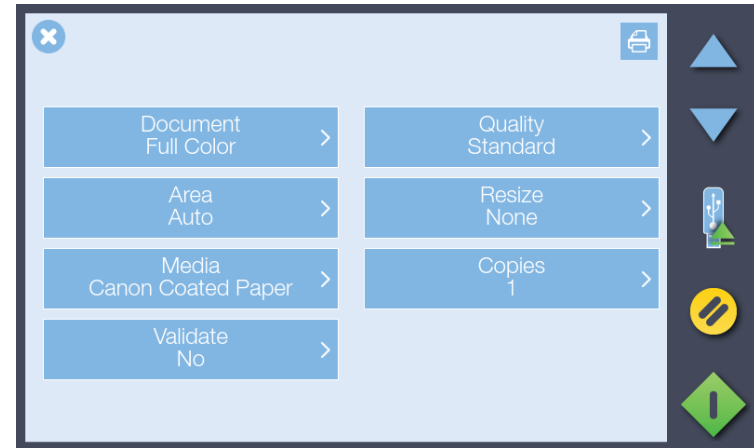 Document
Full Color
Quality
Standard
Area
Auto
Resize
None
Media
Canon Coated Paper
Copies
1
Validate
No